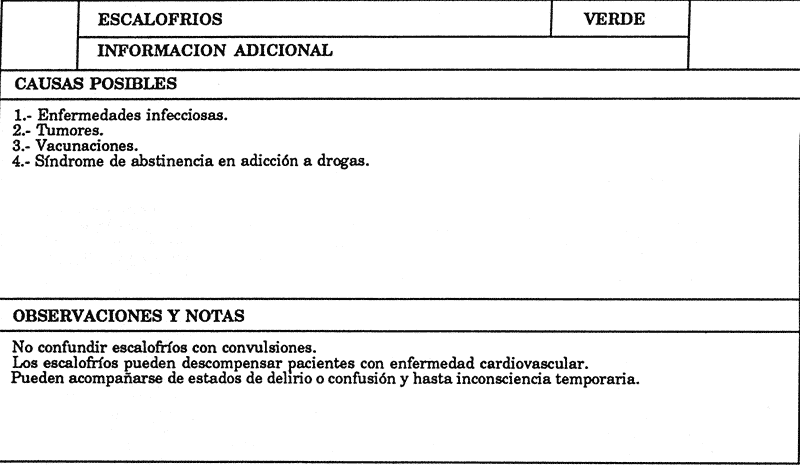 ESCALOFRIOS
VERDE
INFORMACION ADICIONAL
CAUSAS POSIBLES
1.- Enfermedades infecciosas.
2.- Tumores.
3.- Vacunaciones.
4.- Síndrome de abstinencia en adicción a drogas.
OBSERVACIONES Y NOTAS
No confundir escalofríos con convulsiones.
Los escalofríos pueden descompensar pacientes con enfermedad cardiovascular.
Pueden acompañarse de estados de delirio o confusión y hasta inconsciencia temporaria.